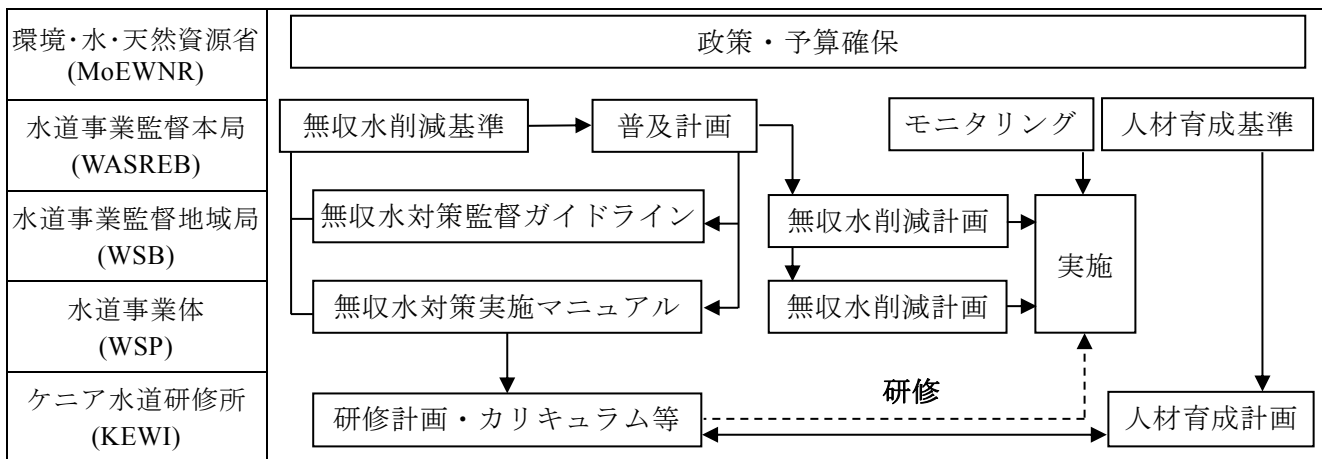 環境・水・天然資源省
(MoEWNR)
政策・予算確保
水道事業監督本局
(WASREB)
無収水削減基準
普及計画
モニタリング
人材育成基準
水道事業監督地域局
(WSB)
無収水対策監督ガイドライン
無収水削減計画
実施
水道事業体
(WSP)
無収水対策実施マニュアル
無収水削減計画
ケニア水道研修所
(KEWI)
研修計画・カリキュラム等
研修
人材育成計画